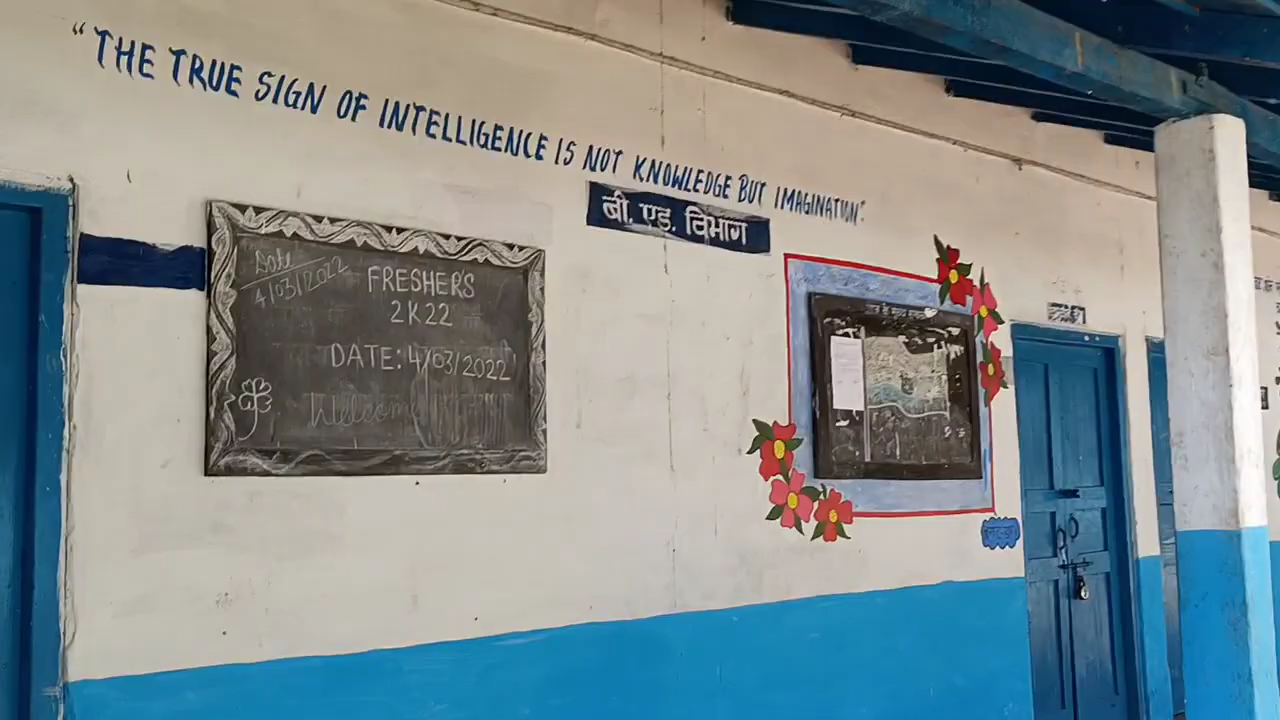 “THE TRUE SIGN OF INTELLIGENCE IS NOT KNOWLEDGE BUT IMAGINATION”
बी. एड. विभाग
Date
4/03/2022
FRESHER'S
2K22
DATE: 4/03/2022
Welcome